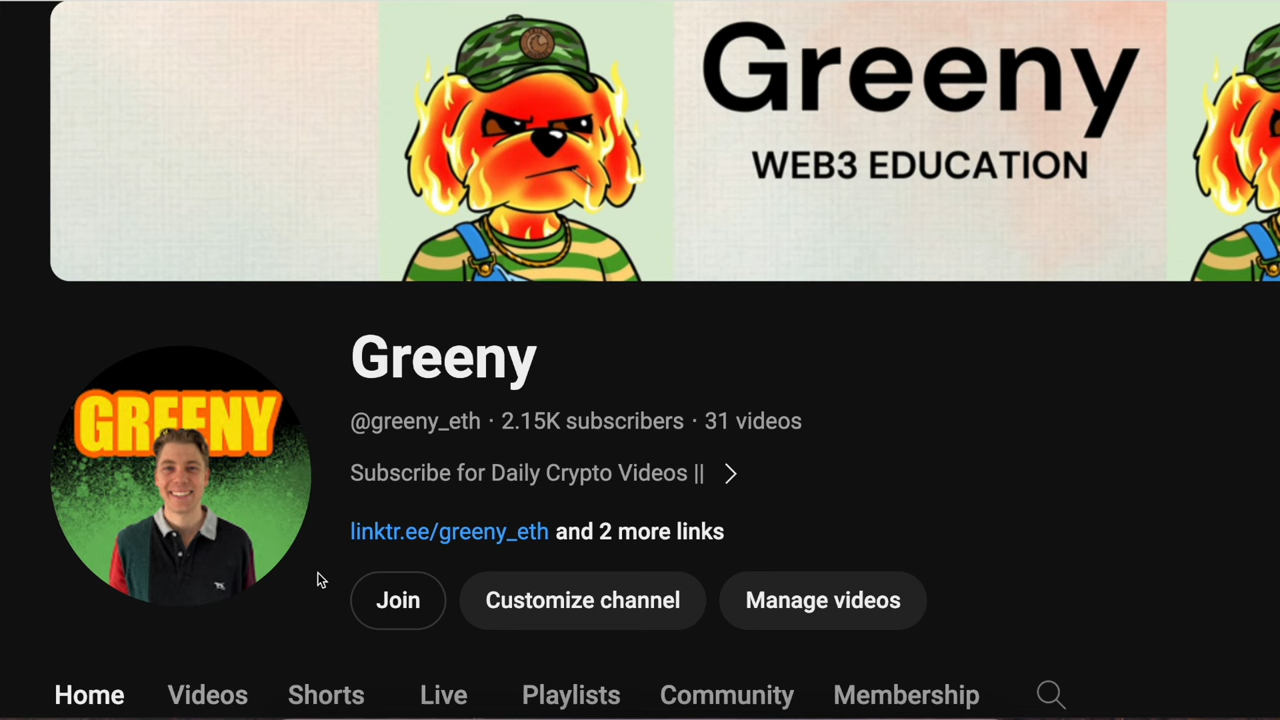 Greeny
WEB3 EDUCATION
GREENY
Greeny
@greeny_eth · 2.15K subscribers · 31 videos
Subscribe for Daily Crypto Videos ||
linktr.ee/greeny_eth and 2 more links
Join Customize channel Manage videos
Home Videos Shorts Live Playlists Community Membership